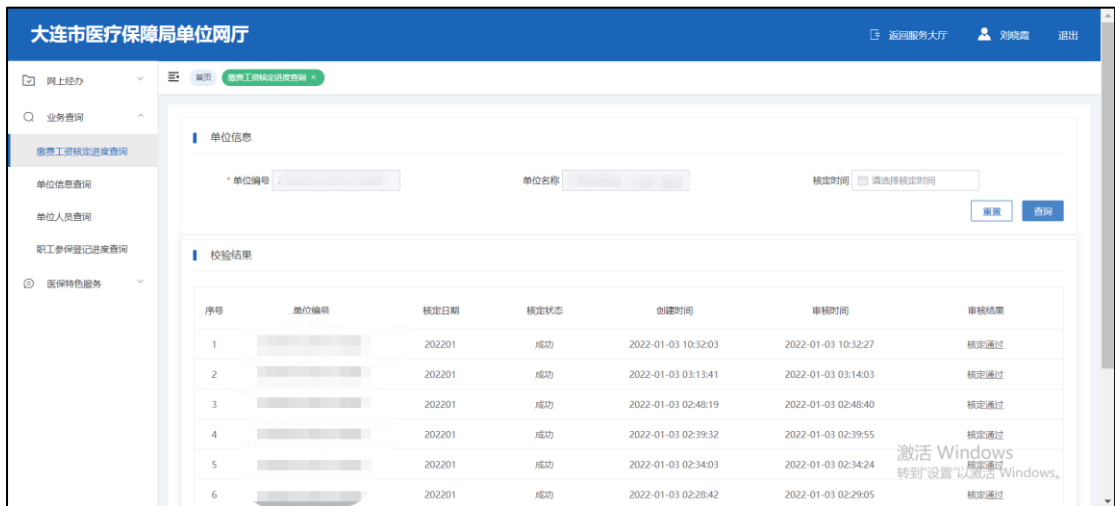 大连市医疗保障局单位网厅
返回服务大厅 刘晓霞 退出
网上经办
首页 缴费工资核定进度查询 ×
业务查询
缴费工资核定进度查询
单位信息查询
单位人员查询
职工参保登记进度查询
医保特色服务
单位信息
* 单位编号 单位名称 核定时间 请选择核定时间
重置 查询
校验结果
序号 单位编号 核定日期 核定状态 创建时间 审核时间 审核结果
1 202201 成功 2022-01-03 10:32:03 2022-01-03 10:32:27 核定通过
2 202201 成功 2022-01-03 03:13:41 2022-01-03 03:14:03 核定通过
3 202201 成功 2022-01-03 02:48:19 2022-01-03 02:48:40 核定通过
4 202201 成功 2022-01-03 02:39:32 2022-01-03 02:39:55 核定通过
5 202201 成功 2022-01-03 02:34:03 2022-01-03 02:34:24 核定通过
6 202201 成功 2022-01-03 02:28:42 2022-01-03 02:29:05 核定通过
激活 Windows
转到"设置"以激活 Windows。